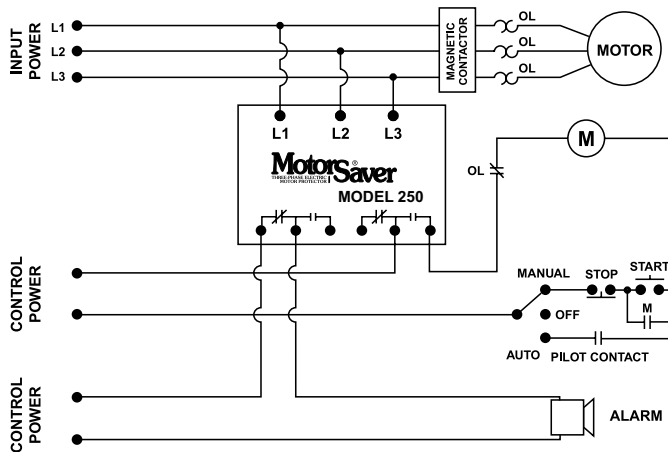 INPUT POWER
L1
L2
L3
MAGNETIC CONTACTOR
OL
OL
OL
MOTOR
L1 L2 L3
MotorSaver®
THREE-PHASE ELECTRIC
MOTOR PROTECTOR
MODEL 250
OL
M
CONTROL POWER
MANUAL
STOP
START
OFF
M
AUTO
PILOT CONTACT
CONTROL POWER
ALARM